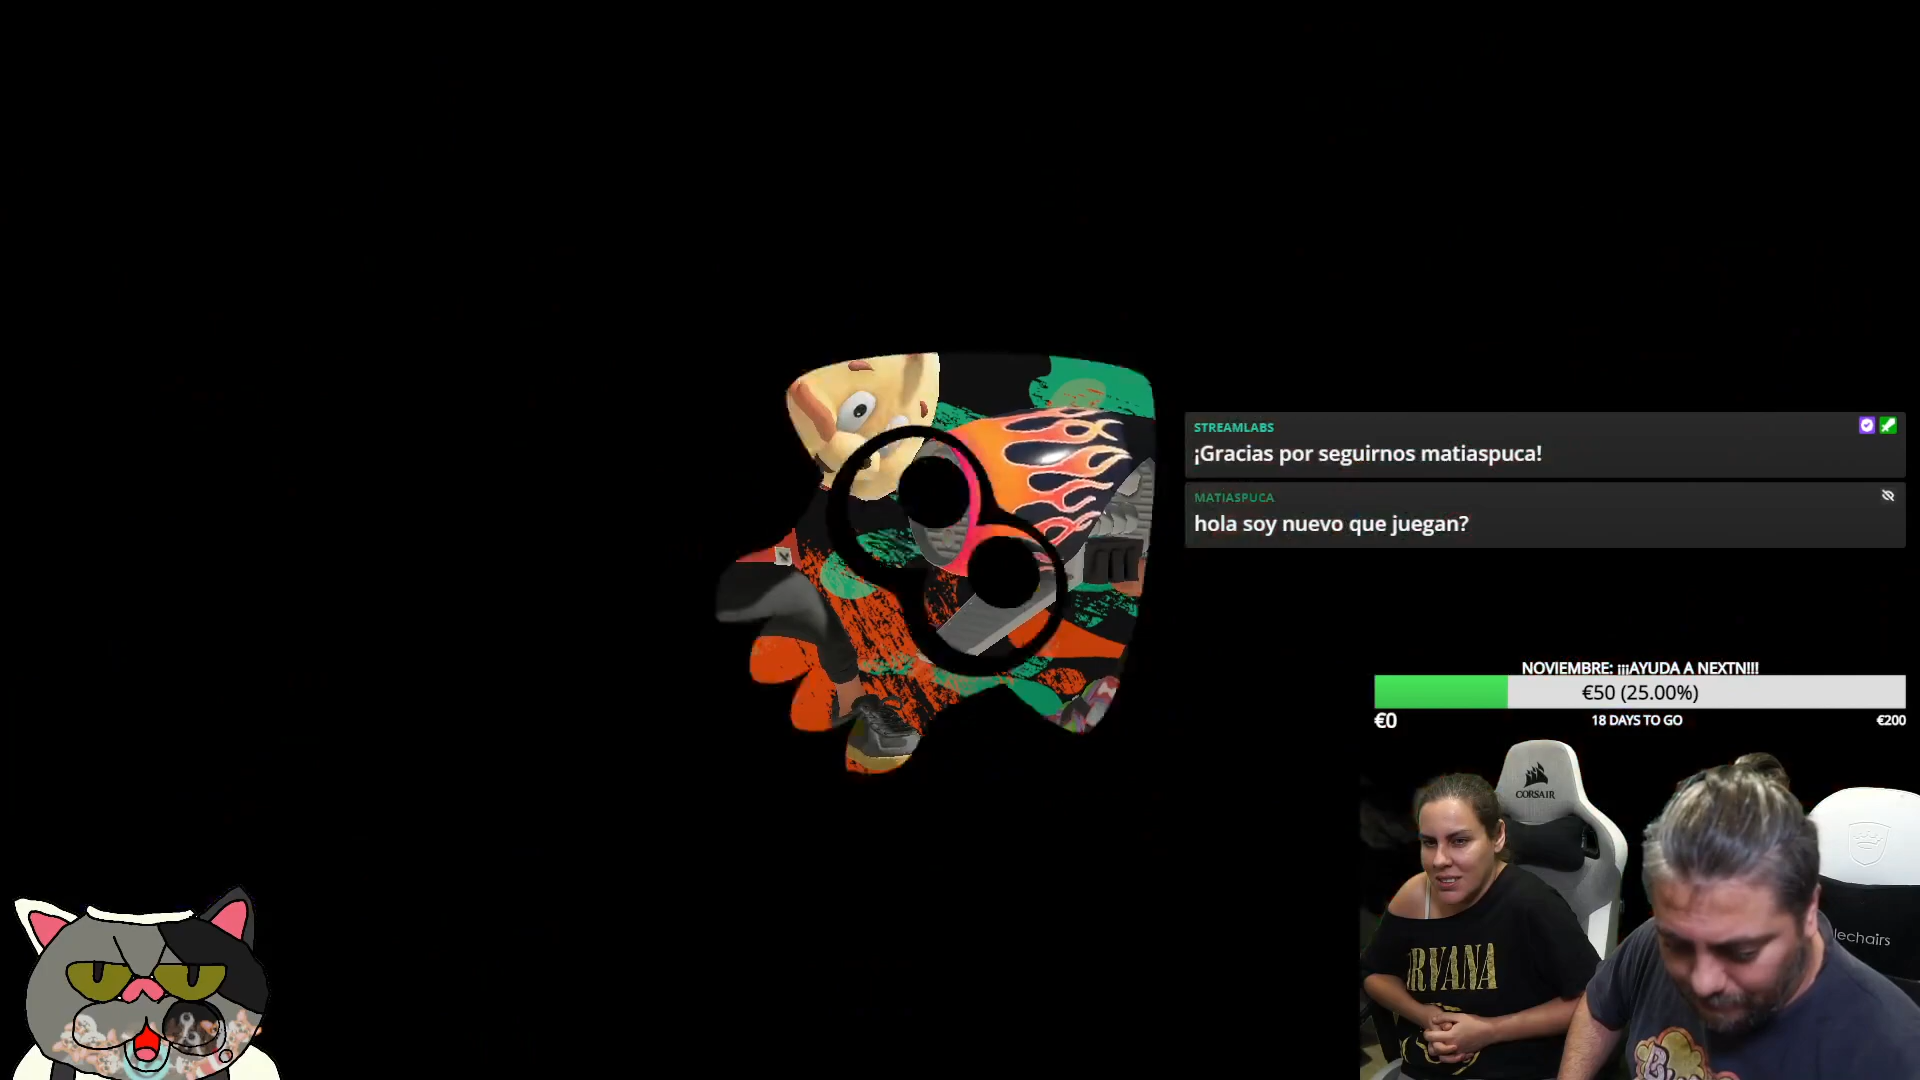 STREAMLABS
¡Gracias por seguirnos matiaspuca!
MATIASPUCA
hola soy nuevo que juegan?
NOVIEMBRE: ¡¡¡AYUDA A NEXTN!!!
€50 (25.00%)
€0
18 DAYS TO GO
€200
CORSAIR
lechairs
RVANA